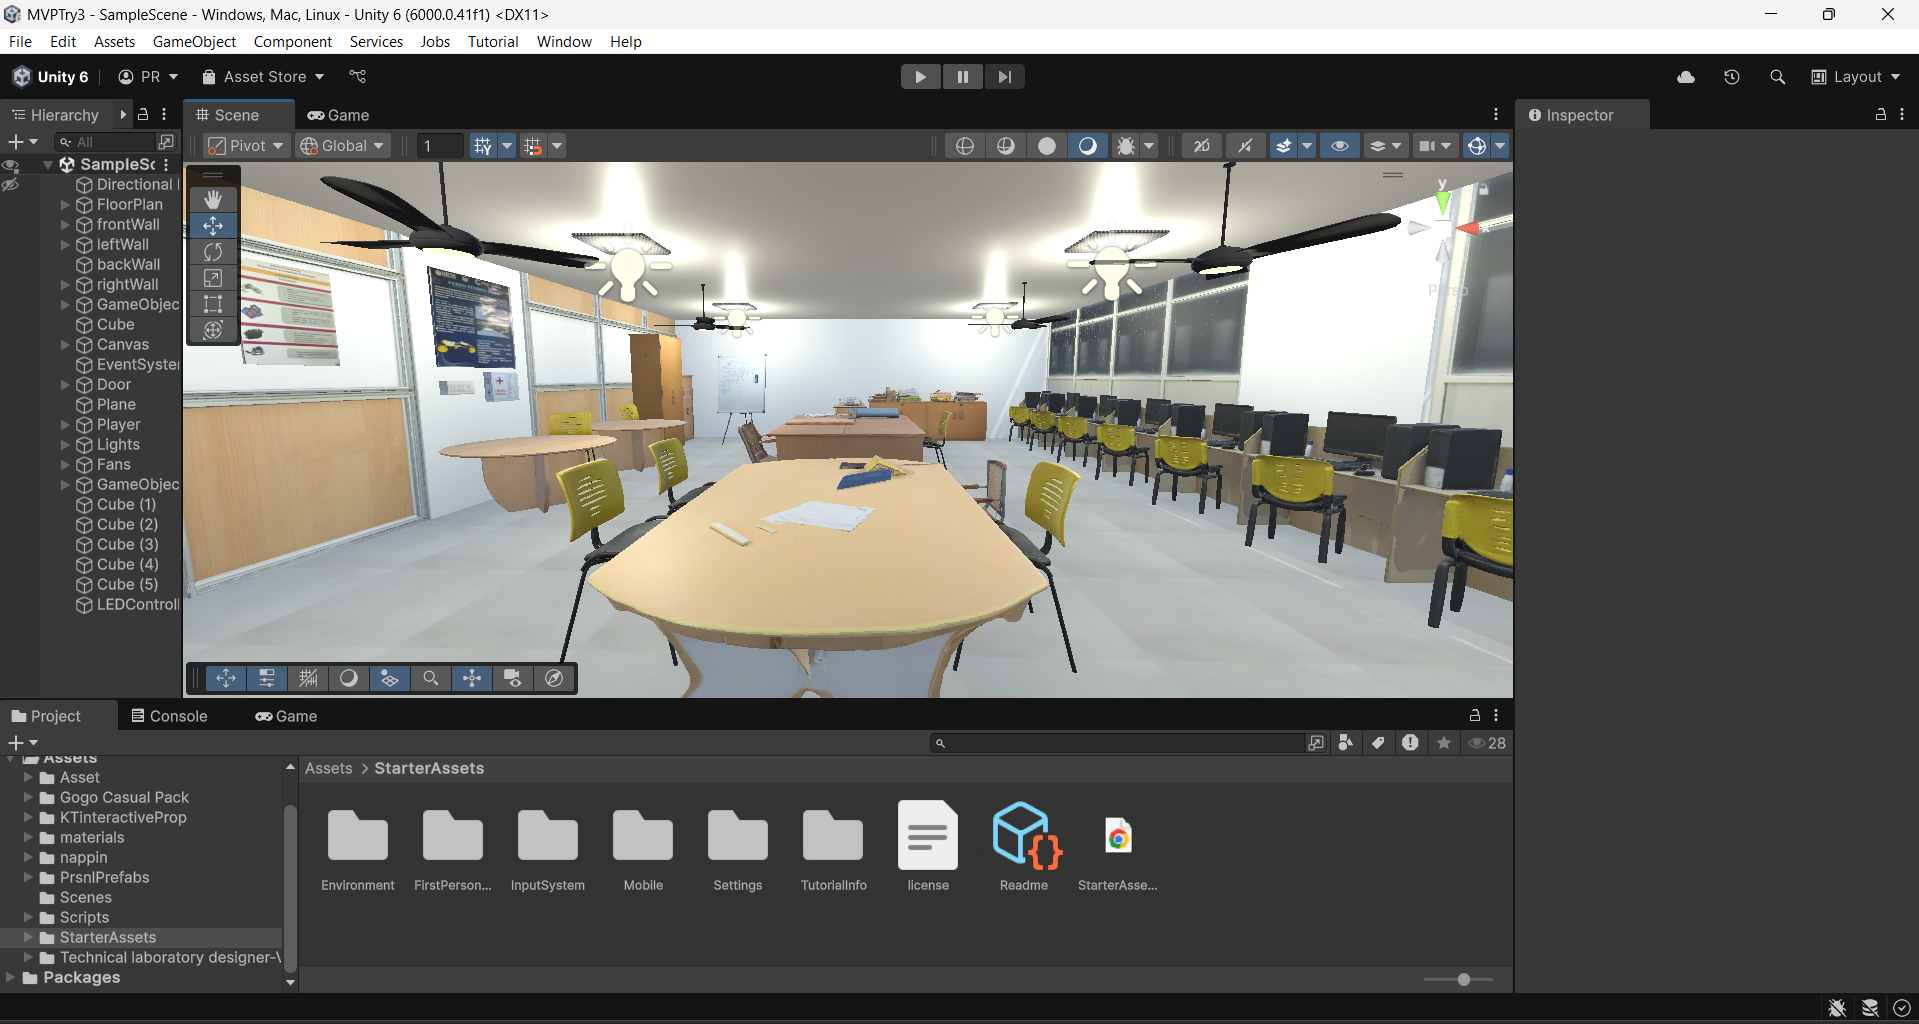 MVPTry3 - SampleScene - Windows, Mac, Linux - Unity 6 (6000.0.41f1) <DX11>
File Edit Assets GameObject Component Services Jobs Tutorial Window Help
Unity 6 PR Asset Store Layout
Hierarchy Scene Game Inspector
All Pivot Global 1 2D
SampleSc
Directional
FloorPlan
frontWall
leftWall
backWall
rightWall
GameObjec
Cube
Canvas
EventSyste
Door
Plane
Player
Lights
Fans
GameObjec
Cube (1)
Cube (2)
Cube (3)
Cube (4)
Cube (5)
LEDControll
y
x
Persp
Project Console Game
28
Assets
Asset
Gogo Casual Pack
KTinteractiveProp
materials
nappin
PrsnlPrefabs
Scenes
Scripts
StarterAssets
Technical laboratory designer-\
Packages
Assets > StarterAssets
Environment FirstPerson... InputSystem Mobile Settings TutorialInfo license Readme StarterAsse...